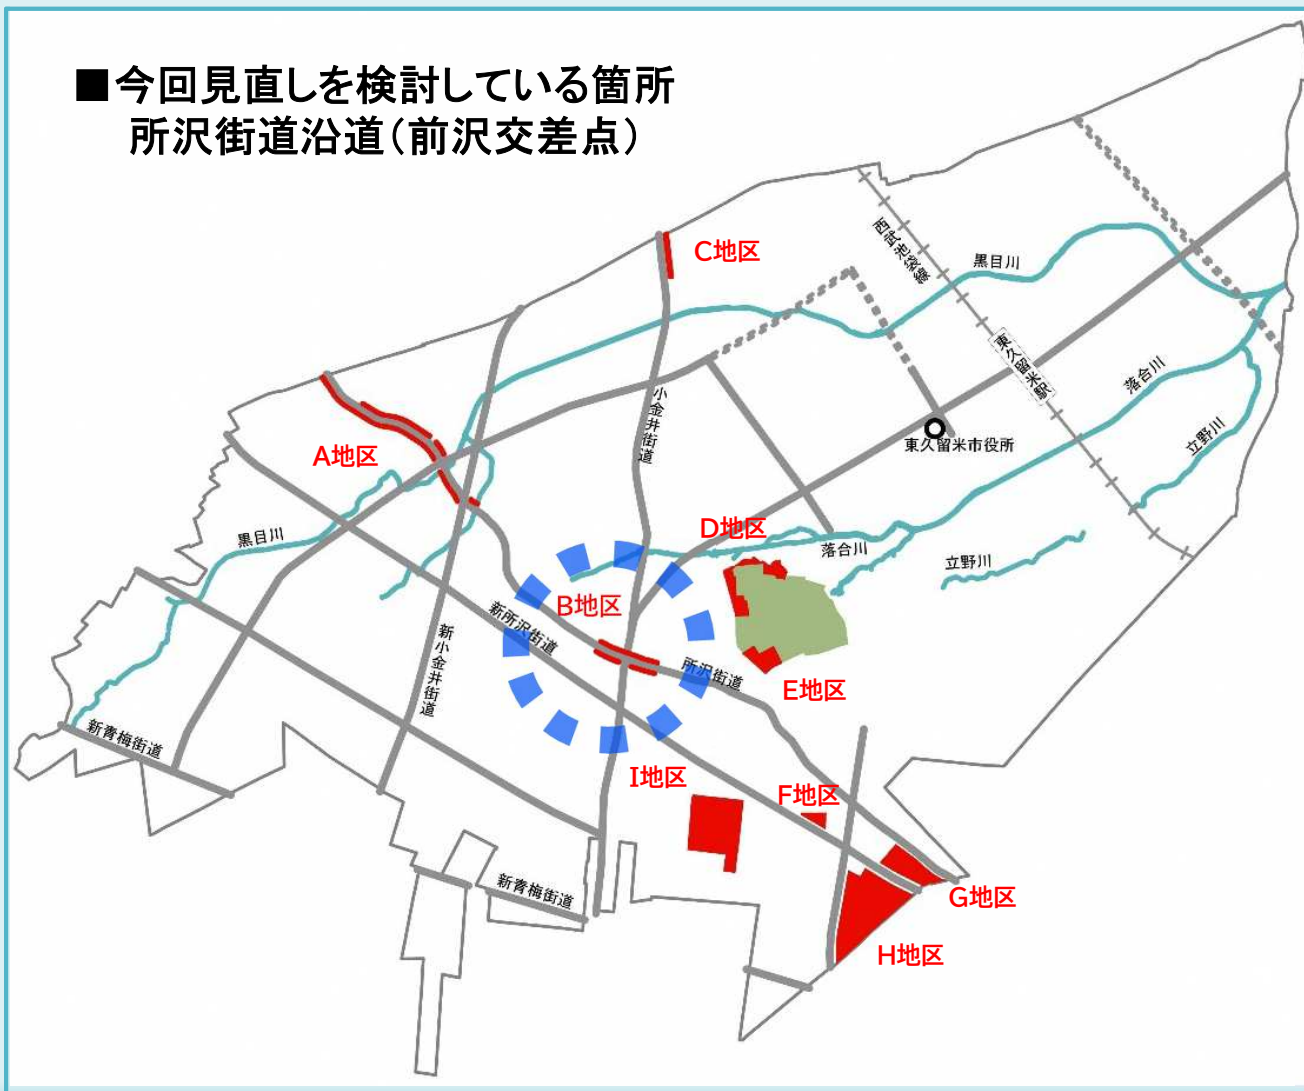 ■今回見直しを検討している箇所
所沢街道沿道(前沢交差点)
C地区
西武池袋線
黒目川
東久留米駅
落合川
小金井街道
東久留米市役所
立野川
A地区
D地区
黒目川
落合川
立野川
B地区
新所沢街道
所沢街道
新小金井街道
E地区
新青梅街道
I地区
F地区
新青梅街道
G地区
H地区